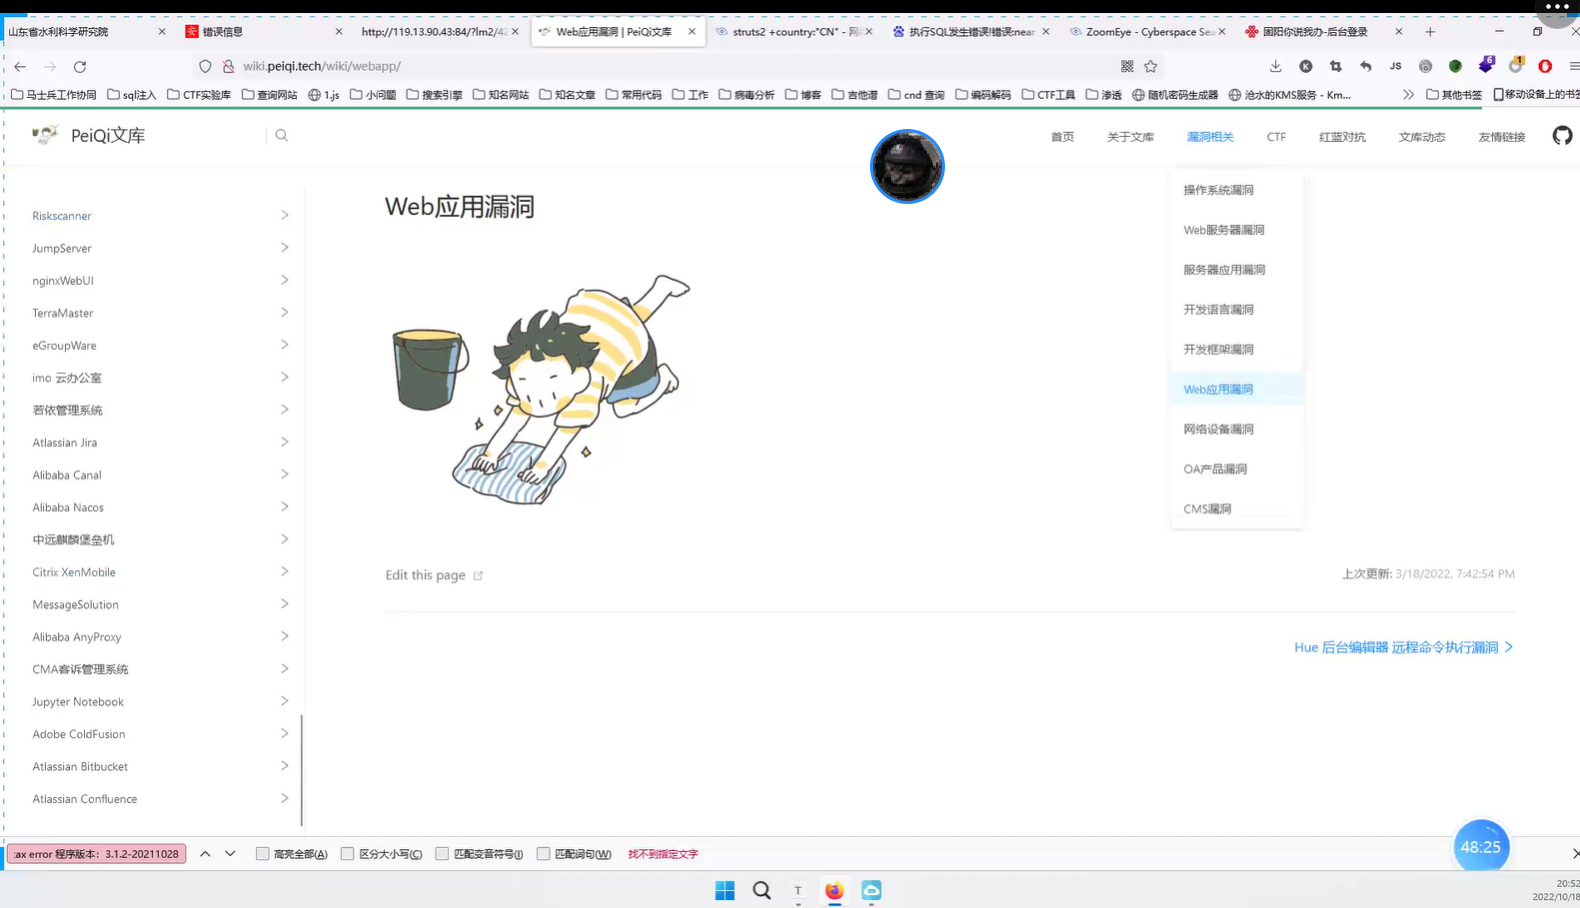 山东省水利科学研究院
错误信息
http://119.13.90.43:84/?lm2/42
Web应用漏洞 | PeiQi文库
struts2 +country:"CN" - 网
执行SQL发生错误!错误:near
ZoomEye - Cyberspace Sea
固阳你说我办-后台登录
wiki.peiqi.tech/wiki/webapp/
JS
6
1
马士兵工作协同
sql注入
CTF实验库
查询网站
1.js
小问题
搜索引擎
知名网站
知名文章
常用代码
工作
病毒分析
博客
吉他谱
cnd 查询
编码解码
CTF工具
渗透
随机密码生成器
沧水的KMS服务 - Km...
其他书签
移动设备上的书签
PeiQi文库
首页
关于文库
漏洞相关
CTF
红蓝对抗
文库动态
友情链接
Riskscanner
JumpServer
nginxWebUI
TerraMaster
eGroupWare
imo 云办公室
若依管理系统
Atlassian Jira
Alibaba Canal
Alibaba Nacos
中远麒麟堡垒机
Citrix XenMobile
MessageSolution
Alibaba AnyProxy
CMA客诉管理系统
Jupyter Notebook
Adobe ColdFusion
Atlassian Bitbucket
Atlassian Confluence
Web应用漏洞
操作系统漏洞
Web服务器漏洞
服务器应用漏洞
开发语言漏洞
开发框架漏洞
Web应用漏洞
网络设备漏洞
OA产品漏洞
CMS漏洞
Edit this page
上次更新: 3/18/2022, 7:42:54 PM
Hue 后台编辑器 远程命令执行漏洞
48:25
:ax error 程序版本：3.1.2-20211028
高亮全部(A)
区分大小写(C)
匹配变音符号(I)
匹配词句(W)
找不到指定文字
20:52
2022/10/18